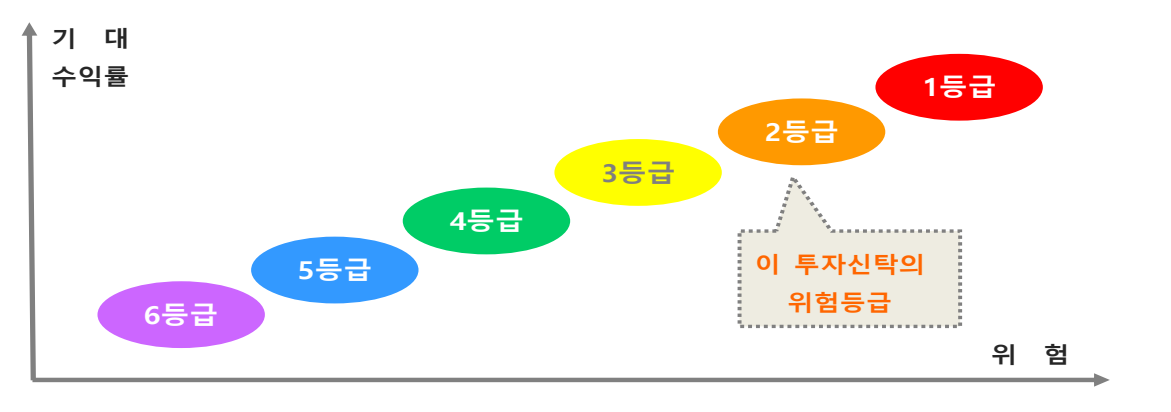 기 대
수익률
1등급
2등급
3등급
4등급
5등급
6등급
이 투자신탁의
위험등급
위 험